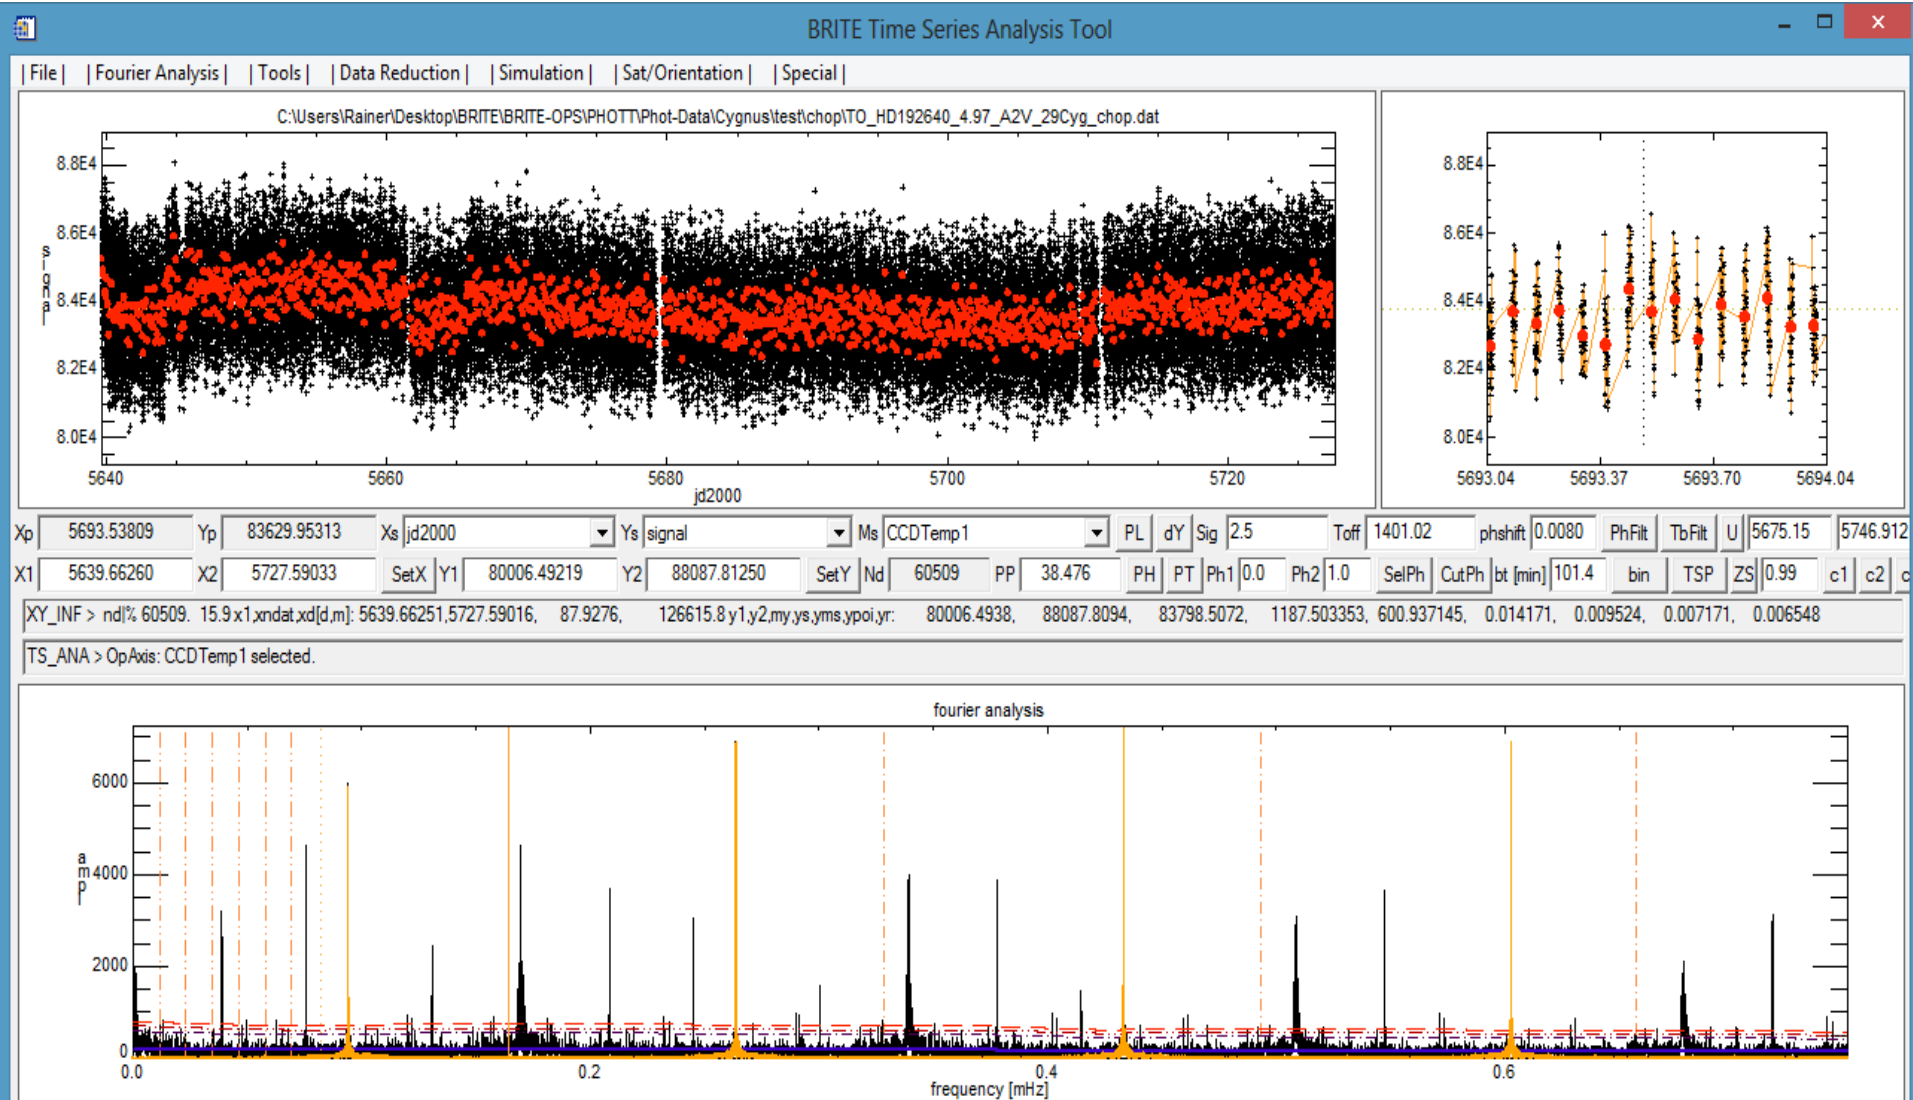 BRITE Time Series Analysis Tool
|File| |Fourier Analysis| |Tools| |Data Reduction| |Simulation| |Sat/Orientation| |Special|
C:\Users\Rainer\Desktop\BRITE\BRITE-OPS\PHOTT\Phot-Data\Cygnus\test\chop\TO_HD192640_4.97_A2V_29Cyg_chop.dat
8.8E4
8.6E4
8.4E4
8.2E4
8.0E4
signal
5640 5660 5680 5700 5720
jd2000
8.8E4
8.6E4
8.4E4
8.2E4
8.0E4
5693.04 5693.37 5693.70 5694.04
Xp 5693.53809 Yp 83629.95313 Xs jd2000 Ys signal Ms CCDTemp1 PL dY Sig 2.5 Toff 1401.02 phshift 0.0080 PhFilt TbFilt U 5675.15 5746.912
X1 5639.66260 X2 5727.59033 SetX Y1 80006.49219 Y2 88087.81250 SetY Nd 60509 PP 38.476 PH PT Ph1 0.0 Ph2 1.0 SelPh CutPh bt [min] 101.4 bin TSP ZS 0.99 c1 c2 c
XY_INF > nd|% 60509. 15.9 x1,xndat,xd[d,m]: 5639.66251,5727.59016, 87.9276, 126615.8 y1,y2,my,ys,yms,ypoi,yr: 80006.4938, 88087.8094, 83798.5072, 1187.503353, 600.937145, 0.014171, 0.009524, 0.007171, 0.006548
TS_ANA > OpAxis: CCDTemp1 selected.
fourier analysis
6000
4000
2000
0
ampl
0.0 0.2 0.4 0.6
frequency [mHz]